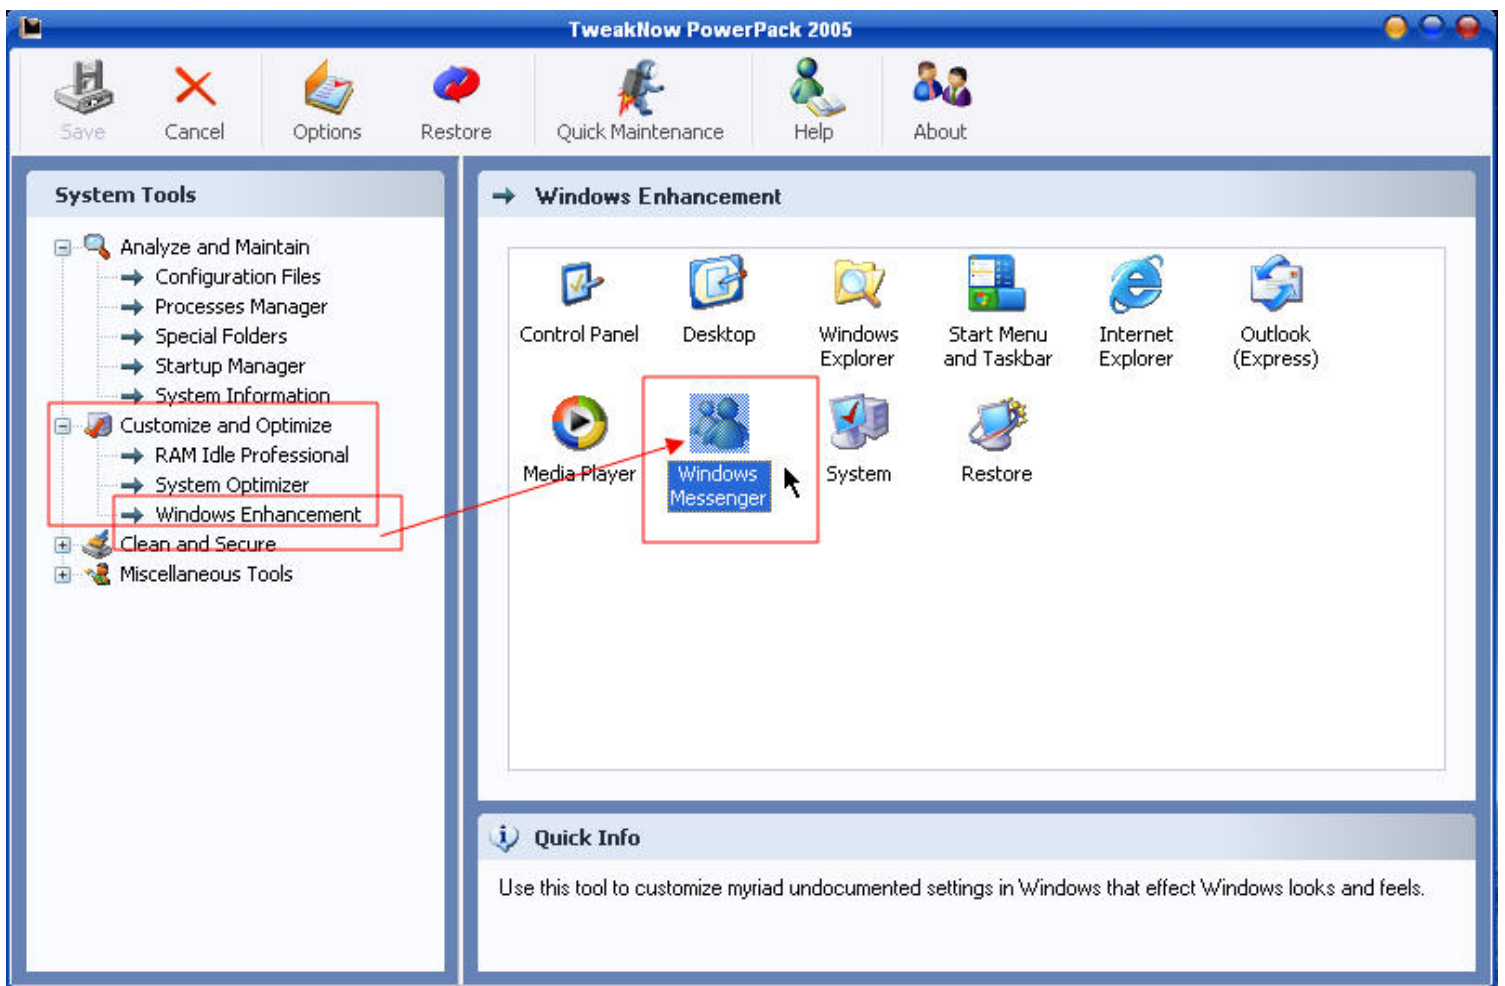 TweakNow PowerPack 2005
Save
Cancel
Options
Restore
Quick Maintenance
Help
About
System Tools
Analyze and Maintain
Configuration Files
Processes Manager
Special Folders
Startup Manager
System Information
Customize and Optimize
RAM Idle Professional
System Optimizer
Windows Enhancement
Clean and Secure
Miscellaneous Tools
Windows Enhancement
Control Panel
Desktop
Windows
Explorer
Start Menu
and Taskbar
Internet
Explorer
Outlook
(Express)
Media Player
Windows
Messenger
System
Restore
Quick Info
Use this tool to customize myriad undocumented settings in Windows that effect Windows looks and feels.